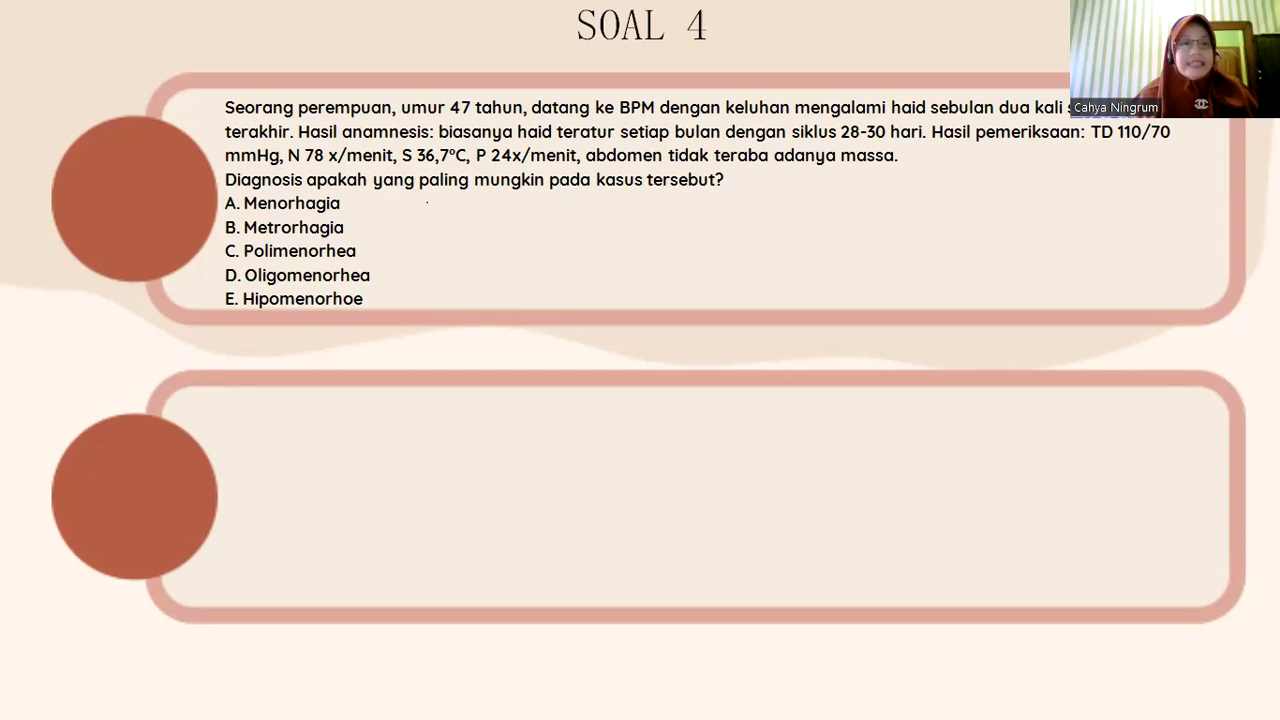 SOAL 4
Seorang perempuan, umur 47 tahun, datang ke BPM dengan keluhan mengalami haid sebulan dua kali
terakhir. Hasil anamnesis: biasanya haid teratur setiap bulan dengan siklus 28-30 hari. Hasil pemeriksaan: TD 110/70
mmHg, N 78 x/menit, S 36,7°C, P 24x/menit, abdomen tidak teraba adanya massa.
Diagnosis apakah yang paling mungkin pada kasus tersebut?
A. Menorhagia
B. Metrorhagia
C. Polimenorhea
D. Oligomenorhea
E. Hipomenorhoe
Cahya Ningrum